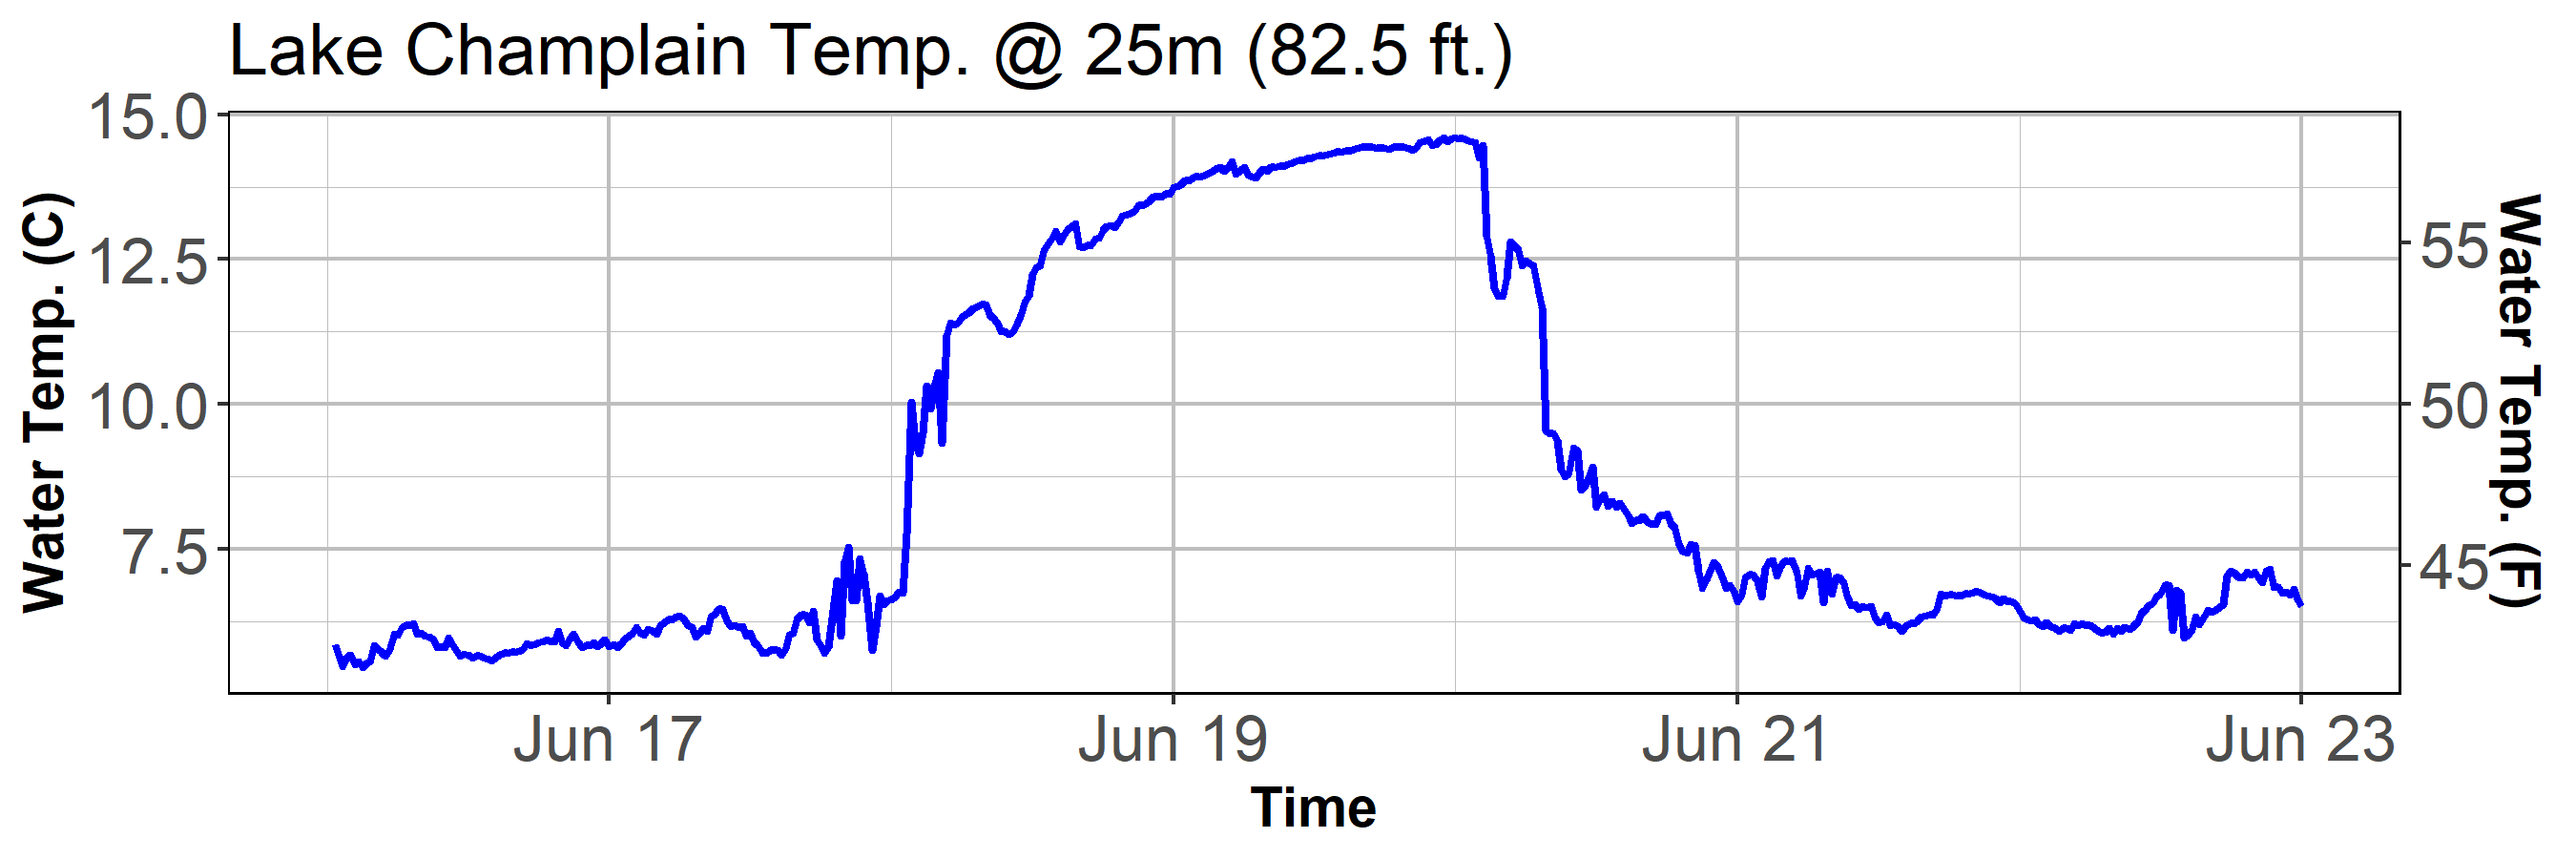 Lake Champlain Temp. @ 25m (82.5 ft.)
Water Temp. (C)
15.0
12.5
10.0
7.5
55
50
45
Water Temp. (F)
Jun 17 Jun 19 Jun 21 Jun 23
Time